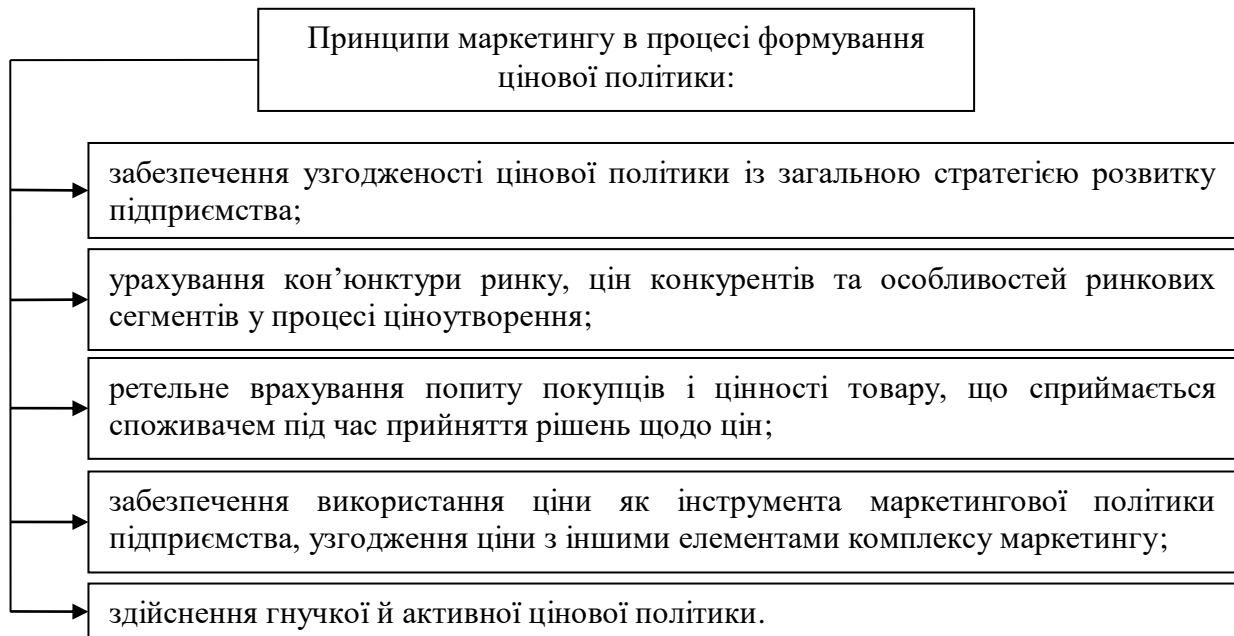 Принципи маркетингу в процесі формування
цінової політики:
забезпечення узгодженості цінової політики із загальною стратегією розвитку
підприємства;
урахування кон’юнктури ринку, цін конкурентів та особливостей ринкових
сегментів у процесі ціноутворення;
ретельне врахування попиту покупців і цінності товару, що сприймається
споживачем під час прийняття рішень щодо цін;
забезпечення використання ціни як інструмента маркетингової політики
підприємства, узгодження ціни з іншими елементами комплексу маркетингу;
здійснення гнучкої й активної цінової політики.